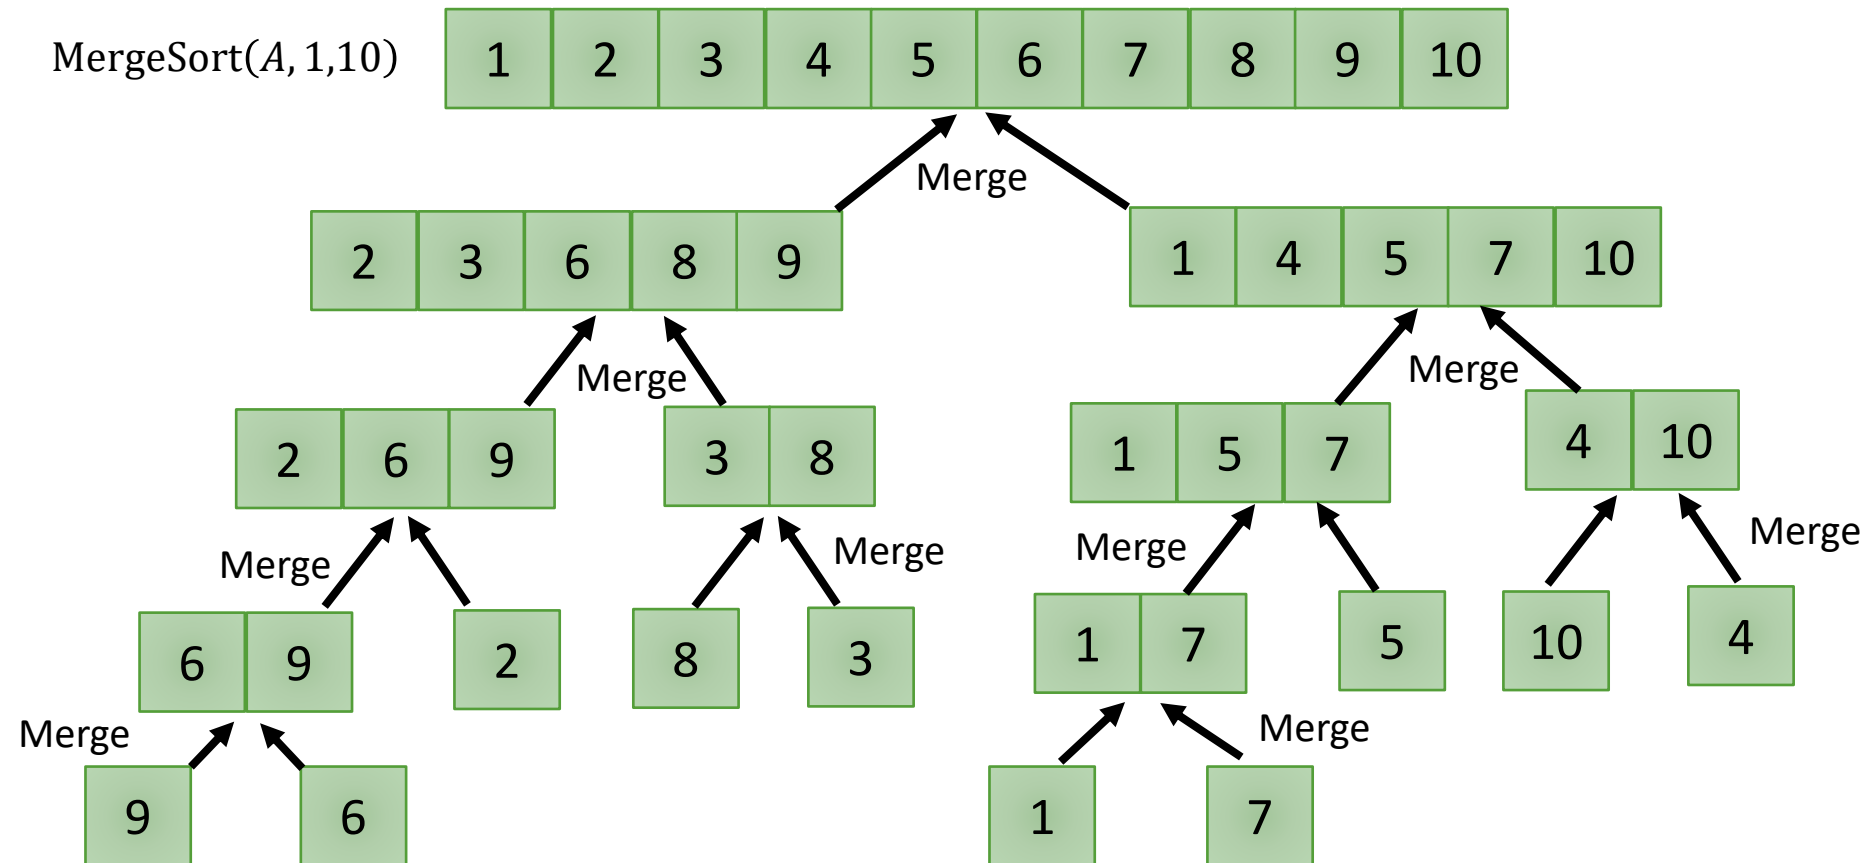 MergeSort(A, 1,10) 1 2 3 4 5 6 7 8 9 10
Merge
2 3 6 8 9 1 4 5 7 10
Merge Merge
2 6 9 3 8 1 5 7 4 10
Merge Merge Merge Merge
6 9 2 8 3 1 7 5 10 4
Merge Merge
9 6 1 7